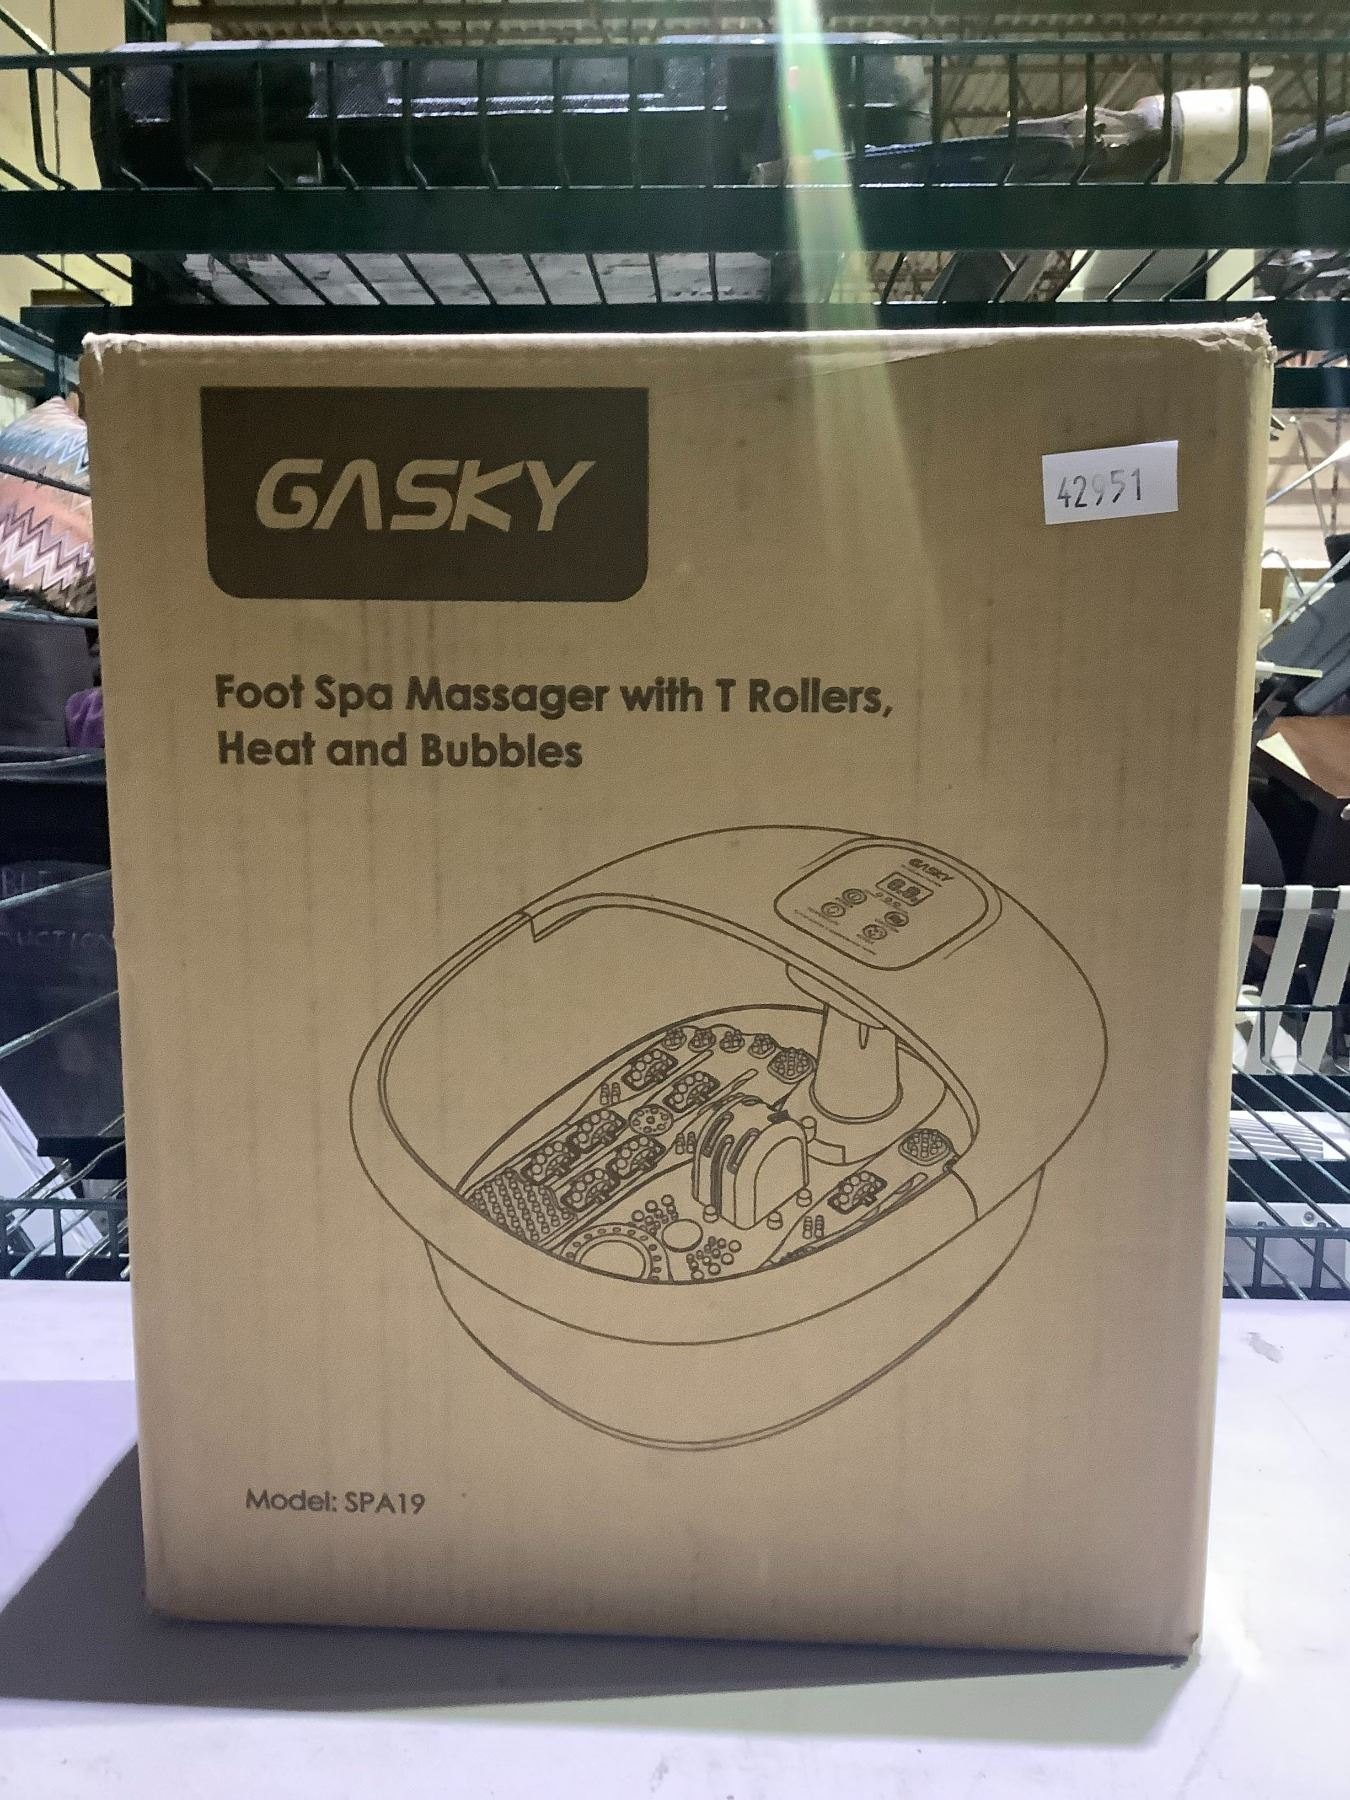 GASKY
42951
Foot Spa Massager with T Rollers,
Heat and Bubbles
GASKY
Model: SPA19